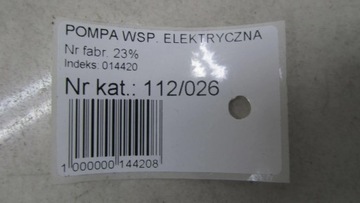 POMPA WSP. ELEKTRYCZNA
Nr fabr. 23%
Indeks: 014420
Nr kat.: 112/026
1 000000 144208